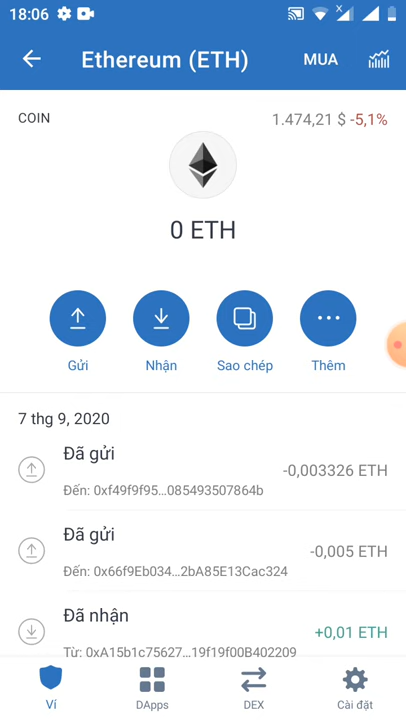 18:06
Ethereum (ETH)
MUA
COIN
1.474,21 $ -5,1%
0 ETH
Gửi
Nhận
Sao chép
Thêm
7 thg 9, 2020
Đã gửi
-0,003326 ETH
Đến: 0xf49f9f95...085493507864b
Đã gửi
-0,005 ETH
Đến: 0x66f9Eb034...2bA85E13Cac324
Đã nhận
+0,01 ETH
Từ: 0xA15b1c75627...19f19f00B402209
Ví
DApps
DEX
Cài đặt